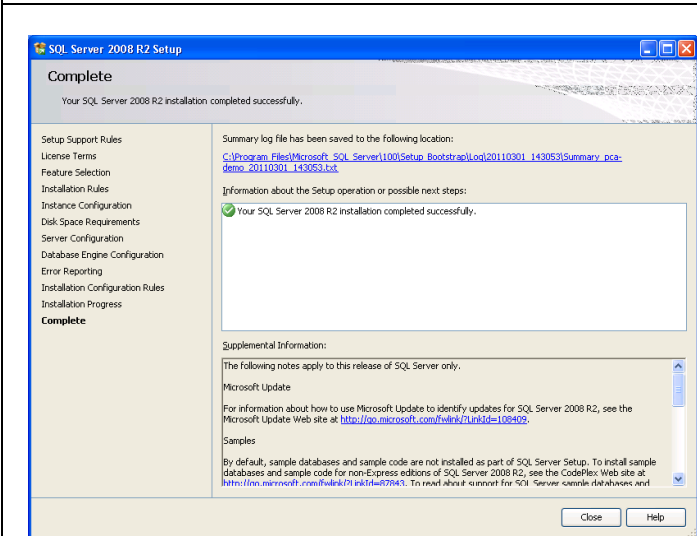 SQL Server 2008 R2 Setup
Complete
Your SQL Server 2008 R2 installation completed successfully.
Setup Support Rules
License Terms
Feature Selection
Installation Rules
Instance Configuration
Disk Space Requirements
Server Configuration
Database Engine Configuration
Error Reporting
Installation Configuration Rules
Installation Progress
Complete
Summary log file has been saved to the following location:
C:\Program Files\Microsoft SQL Server\100\Setup Bootstrap\Log\20110301_143053\Summary_pca-
demo_20110301_143053.txt
Information about the Setup operation or possible next steps:
Your SQL Server 2008 R2 installation completed successfully.
Supplemental Information:
The following notes apply to this release of SQL Server only.
Microsoft Update
For information about how to use Microsoft Update to identify updates for SQL Server 2008 R2, see the
Microsoft Update Web site at http://go.microsoft.com/fwlink/?LinkId=108409.
Samples
By default, sample databases and sample code are not installed as part of SQL Server Setup. To install sample
databases and sample code for non-Express editions of SQL Server 2008 R2, see the CodePlex Web site at
http://go.microsoft.com/fwlink/?LinkId=87843. To read about support for SQL Server sample databases and
Close
Help